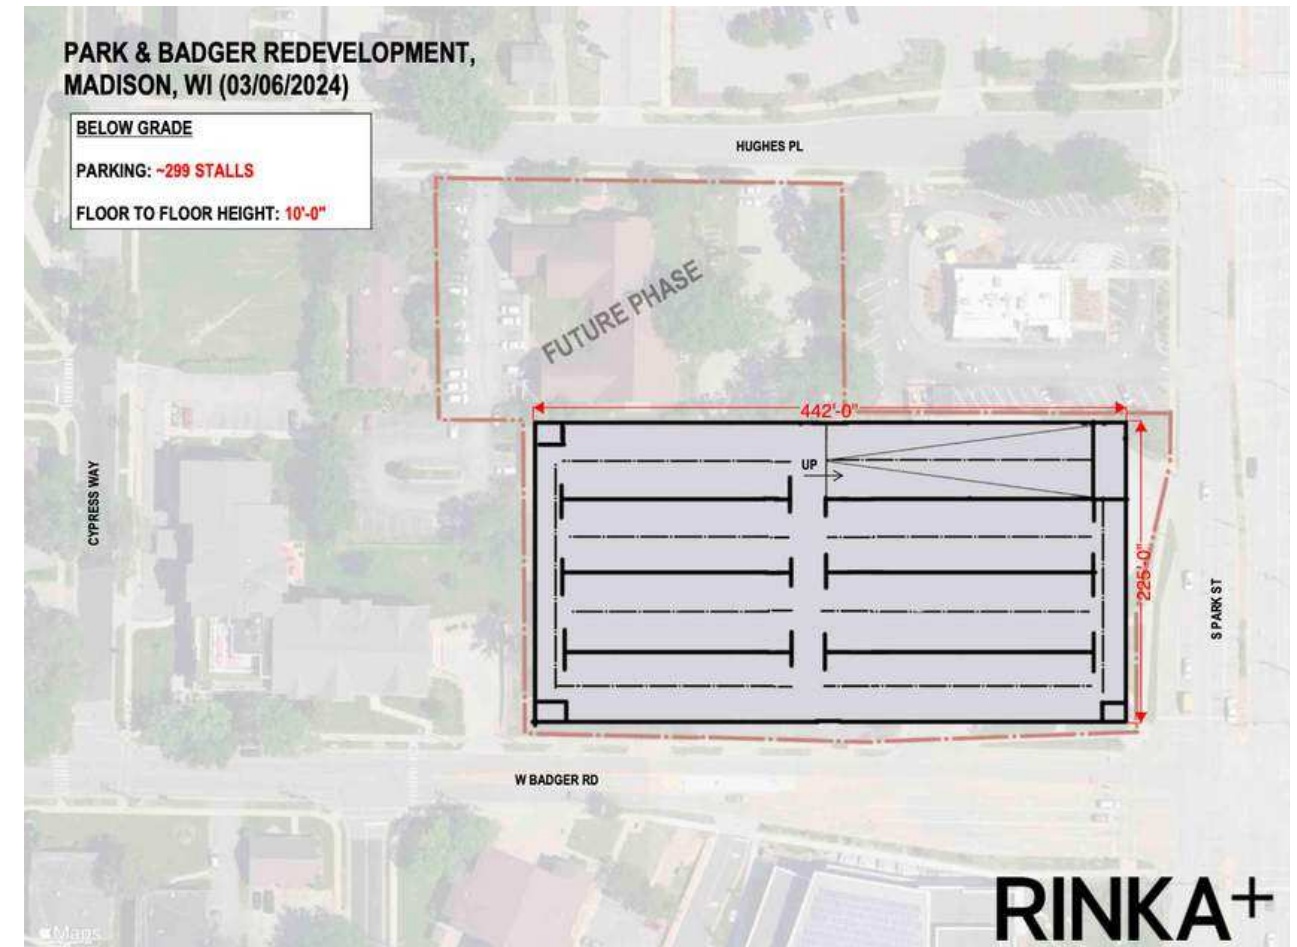 PARK & BADGER REDEVELOPMENT,
MADISON, WI (03/06/2024)
BELOW GRADE
PARKING: ~299 STALLS
FLOOR TO FLOOR HEIGHT: 10'-0"
HUGHES PL
FUTURE PHASE
442'-0"
UP
CYPRESS WAY
225'-0"
S PARK ST
W BADGER RD
RINKA+
Maps